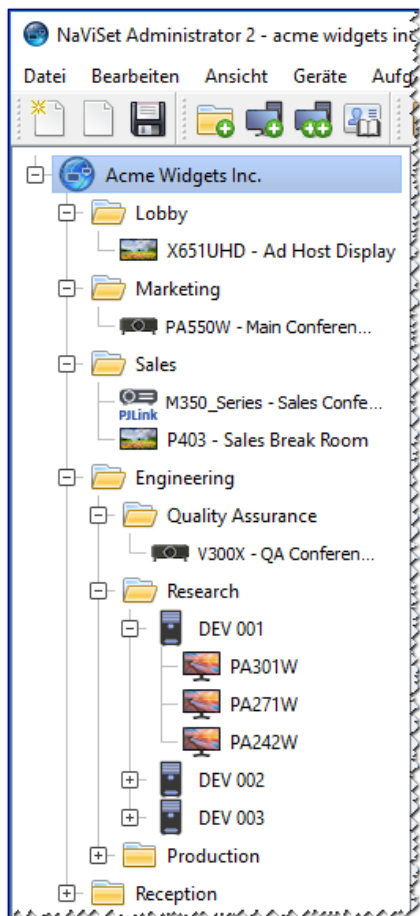 NaViSet Administrator 2 - acme widgets inc
Datei Bearbeiten Ansicht Geräte Aufg
Acme Widgets Inc.
Lobby
X651UHD - Ad Host Display
Marketing
PA550W - Main Conferen...
Sales
PJLink M350_Series - Sales Confe...
P403 - Sales Break Room
Engineering
Quality Assurance
V300X - QA Conferen...
Research
DEV 001
PA301W
PA271W
PA242W
DEV 002
DEV 003
Production
Reception